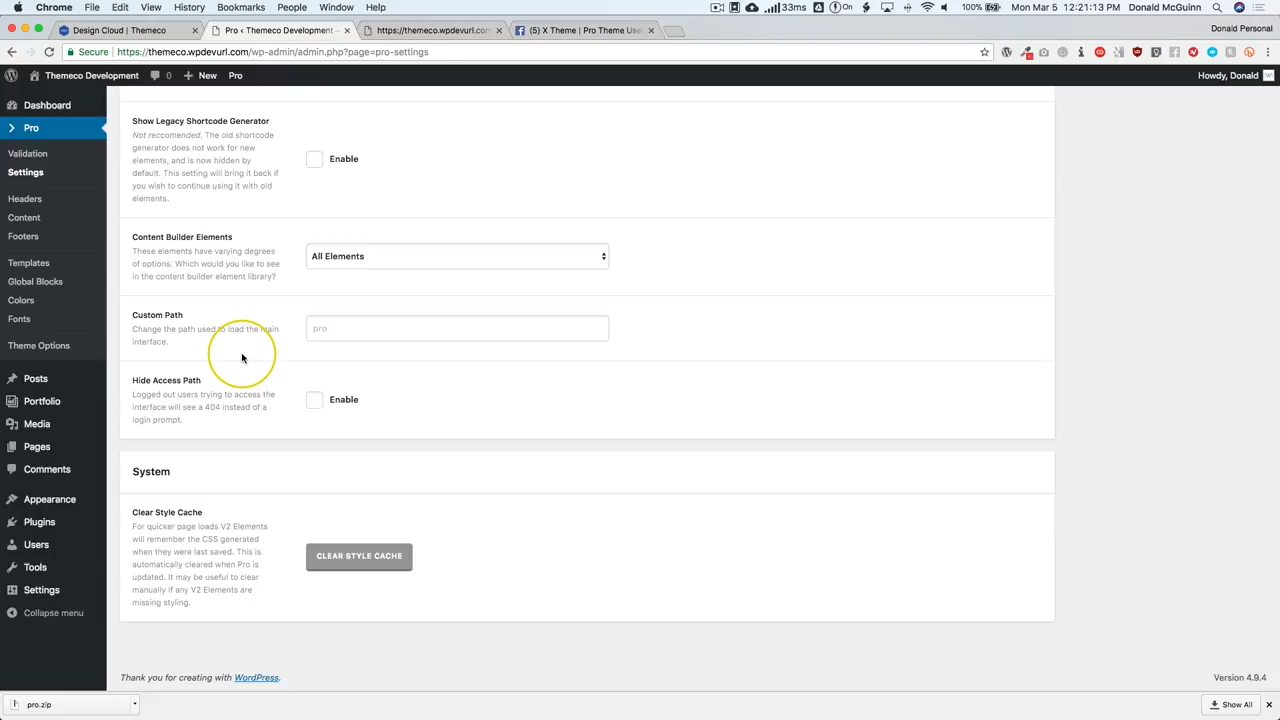 Chrome File Edit View History Bookmarks People Window Help 33ms On 100% Mon Mar 5 12:21:13 PM Donald McGuinn
Design Cloud | Themeco
Pro ‹ Themeco Development –
https://themeco.wpdevurl.com/
(5) X Theme | Pro Theme Use
Donald Personal
Secure https://themeco.wpdevurl.com/wp-admin/admin.php?page=pro-settings
Themeco Development 0 New Pro Howdy, Donald
Dashboard
Pro
Validation
Settings
Headers
Content
Footers
Templates
Global Blocks
Colors
Fonts
Theme Options
Posts
Portfolio
Media
Pages
Comments
Appearance
Plugins
Users
Tools
Settings
Collapse menu
Show Legacy Shortcode Generator
Not reccomended. The old shortcode
generator does not work for new
elements, and is now hidden by
default. This setting will bring it back if
you wish to continue using it with old
elements.
Enable
Content Builder Elements
These elements have varying degrees
of options. Which would you like to see
in the content builder element library?
All Elements
Custom Path
Change the path used to load the main
interface.
pro
Hide Access Path
Logged out users trying to access the
interface will see a 404 instead of a
login prompt.
Enable
System
Clear Style Cache
For quicker page loads V2 Elements
will remember the CSS generated
when they were last saved. This is
automatically cleared when Pro is
updated. It may be useful to clear
manually if any V2 Elements are
missing styling.
CLEAR STYLE CACHE
Thank you for creating with WordPress.
Version 4.9.4
pro.zip
Show All